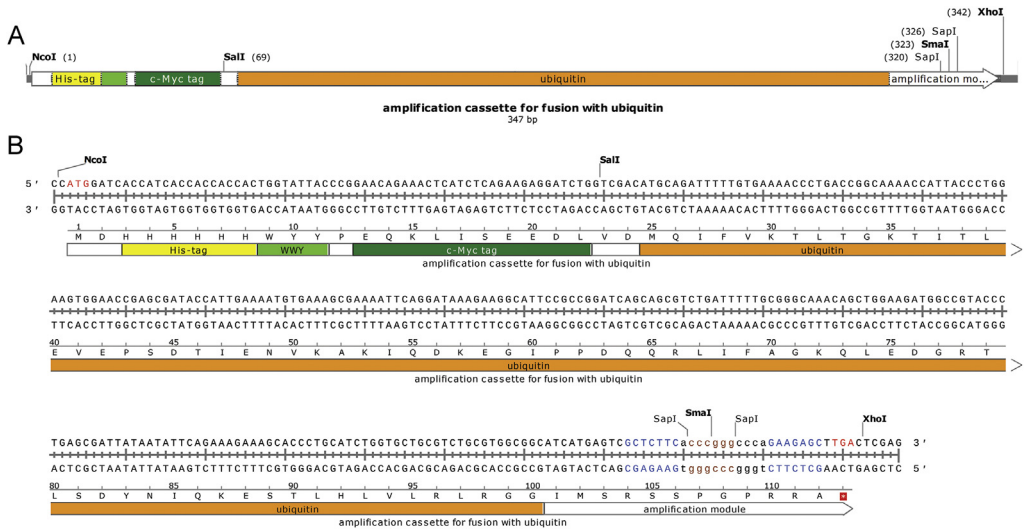 A
(342) XhoI
(326) SapI
(323) SmaI
NcoI (1) SalI (69) (320) SapI
His-tag c-Myc tag ubiquitin amplification mo...
amplification cassette for fusion with ubiquitin
347 bp
B
NcoI SalI
5' CCATGGATCACCATCACCACCACCACTGGTATTACCCGGAACAGAAACTCATCTCAGAAGAGGATCTGGTCGACATGCAGATTTTTGTGAAAACCCTGACCGGCAAAACCATTACCCTGG
3' GGTACCTAGTGGTAGTGGTGGTGGTGACCATAATGGGCCTTGTCTTTGAGTAGAGTCTTCTCCTAGACCAGCTGTACGTCTAAAAACACTTTTGGGACTGGCCGTTTTGGTAATGGGACC
1 5 10 15 20 25 30 35
M D H H H H H H W Y Y P E Q K L I S E E D L V D M Q I F V K T L T G K T I T L
His-tag WWY c-Myc tag ubiquitin
amplification cassette for fusion with ubiquitin
AAGTGGAACCGAGCGATACCATTGAAAATGTGAAAGCGAAAATTCAGGATAAAGAAGGCATTCCGCCGGATCAGCAGCGTCTGATTTTTGCGGGCAAACAGCTGGAAGATGGCCGTACCC
TTCACCTTGGCTCGCTATGGTAACTTTTACACTTTCGCTTTTAAGTCCTATTTCTTCCGTAAGGCGGCCTAGTCGTCGCAGACTAAAAACGCCCGTTTGTCGACCTTCTACCGGCATGGG
40 45 50 55 60 65 70 75
E V E P S D T I E N V K A K I Q D K E G I P P D Q Q R L I F A G K Q L E D G R T
ubiquitin
amplification cassette for fusion with ubiquitin
SapI SmaI SapI XhoI
TGAGCGATTATAATATTCAGAAAGAAAGCACCCTGCATCTGGTGCTGCGTCTGCGTGGCGGCATCATGAGTCGCTCTTCacccgggcccaGAAGAGCTTGACTCGAG 3'
ACTCGCTAATATTATAAGTCTTTCTTTCGTGGGACGTAGACCACGACGCAGACGCACCGCCGTAGTACTCAGCGAGAAGtgggcccgggtCTTCTCGAACTGAGCTC 5'
80 85 90 95 100 105 110
L S D Y N I Q K E S T L H L V L R L R G G I M S R S S P G P R R A *
ubiquitin amplification module
amplification cassette for fusion with ubiquitin